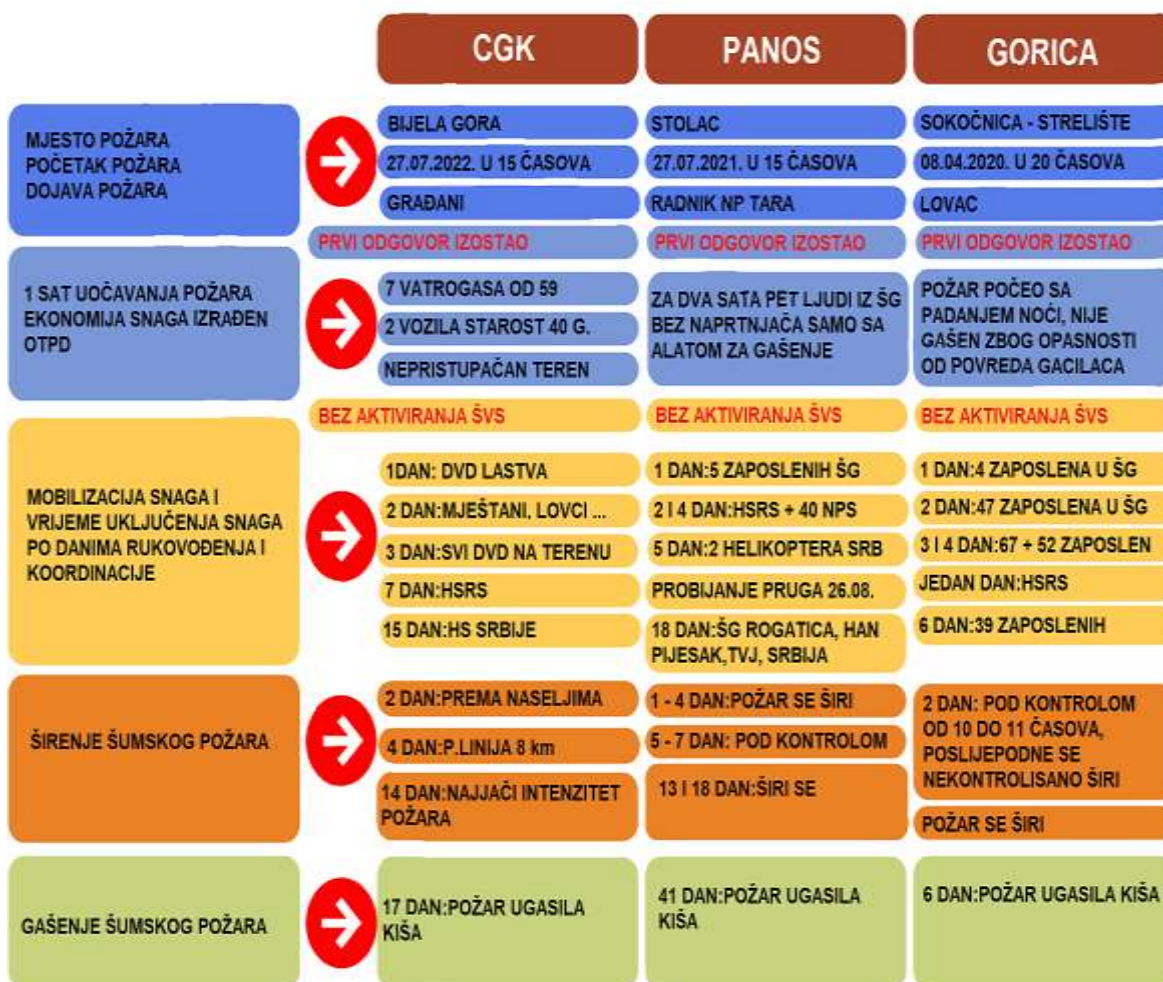 CGK
PANOS
GORICA
MJESTO POŽARA
POČETAK POŽARA
DOJAVA POŽARA
BIJELA GORA
27.07.2022. U 15 ČASOVA
GRAĐANI
STOLAC
27.07.2021. U 15 ČASOVA
RADNIK NP TARA
SOKOČNICA - STRELIŠTE
08.04.2020. U 20 ČASOVA
LOVAC
PRVI ODGOVOR IZOSTAO
PRVI ODGOVOR IZOSTAO
PRVI ODGOVOR IZOSTAO
1 SAT UOČAVANJA POŽARA
EKONOMIJA SNAGA IZRAĐEN
OTPD
7 VATROGASA OD 59
2 VOZILA STAROST 40 G.
NEPRISTUPAČAN TEREN
ZA DVA SATA PET LJUDI IZ ŠG
BEZ NAPRTNJAČA SAMO SA
ALATOM ZA GAŠENJE
POŽAR POČEO SA
PADANJEM NOĆI, NIJE
GAŠEN ZBOG OPASNOSTI
OD POVREDA GACILACA
BEZ AKTIVIRANJA ŠVS
BEZ AKTIVIRANJA ŠVS
BEZ AKTIVIRANJA ŠVS
MOBILIZACIJA SNAGA I
VRIJEME UKLJUČENJA SNAGA
PO DANIMA RUKOVOĐENJA I
KOORDINACIJE
1DAN: DVD LASTVA
2 DAN:MJEŠTANI, LOVCI ...
3 DAN:SVI DVD NA TERENU
7 DAN:HSRS
15 DAN:HS SRBIJE
1 DAN:5 ZAPOSLENIH ŠG
2 I 4 DAN:HSRS + 40 NPS
5 DAN:2 HELIKOPTERA SRB
PROBIJANJE PRUGA 26.08.
18 DAN:ŠG ROGATICA, HAN
PIJESAK,TVJ, SRBIJA
1 DAN:4 ZAPOSLENA U ŠG
2 DAN:47 ZAPOSLENA U ŠG
3 I 4 DAN:67 + 52 ZAPOSLEN
JEDAN DAN:HSRS
6 DAN:39 ZAPOSLENIH
ŠIRENJE ŠUMSKOG POŽARA
2 DAN:PREMA NASELJIMA
4 DAN:P.LINIJA 8 km
14 DAN:NAJJAČI INTENZITET
POŽARA
1 - 4 DAN:POŽAR SE ŠIRI
5 - 7 DAN: POD KONTROLOM
13 I 18 DAN:ŠIRI SE
2 DAN: POD KONTROLOM
OD 10 DO 11 ČASOVA,
POSLIJEPODNE SE
NEKONTROLISANO ŠIRI
POŽAR SE ŠIRI
GAŠENJE ŠUMSKOG POŽARA
17 DAN:POŽAR UGASILA
KIŠA
41 DAN:POŽAR UGASILA
KIŠA
6 DAN:POŽAR UGASILA KIŠA